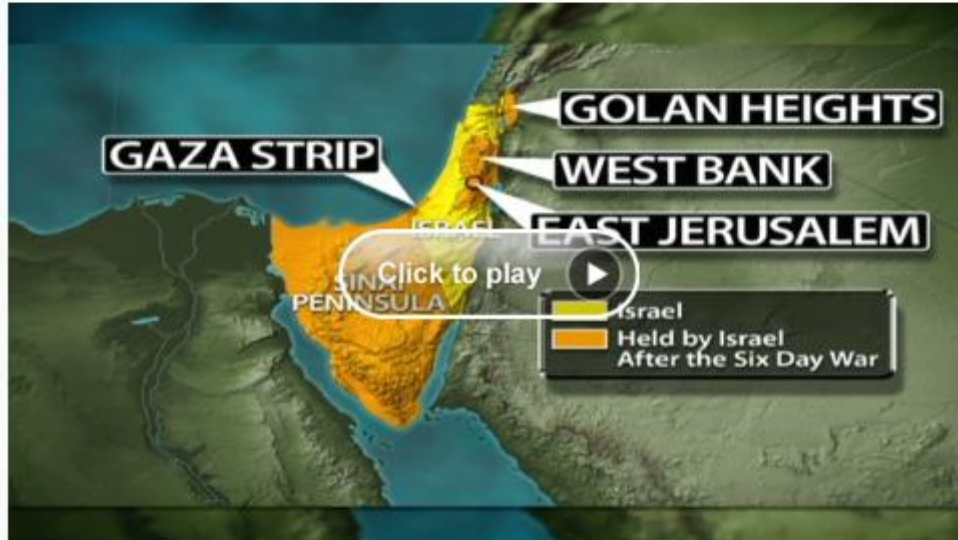 GOLAN HEIGHTS
GAZA STRIP
WEST BANK
EAST JERUSALEM
ISRAEL
Click to play
SINAI
PENINSULA
Israel
Held by Israel
After the Six Day War